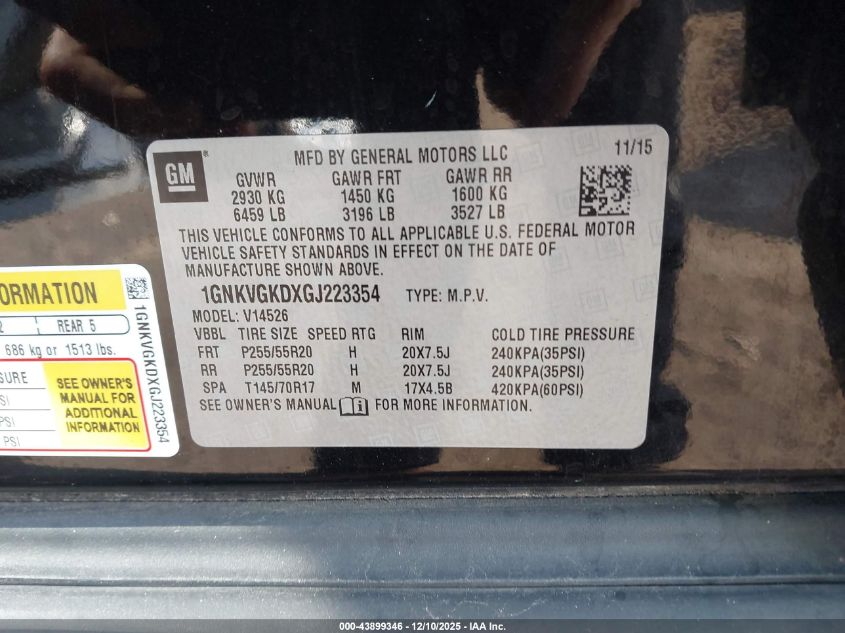 GM
MFD BY GENERAL MOTORS LLC 11/15
GVWR GAWR FRT GAWR RR
2930 KG 1450 KG 1600 KG
6459 LB 3196 LB 3527 LB
THIS VEHICLE CONFORMS TO ALL APPLICABLE U.S. FEDERAL MOTOR
VEHICLE SAFETY STANDARDS IN EFFECT ON THE DATE OF
MANUFACTURE SHOWN ABOVE.
1GNKVGKDXGJ223354 TYPE: M.P.V.
MODEL: V14526
VBBL TIRE SIZE SPEED RTG RIM COLD TIRE PRESSURE
FRT P255/55R20 H 20X7.5J 240KPA(35PSI)
RR P255/55R20 H 20X7.5J 240KPA(35PSI)
SPA T145/70R17 M 17X4.5B 420KPA(60PSI)
SEE OWNER'S MANUAL i FOR MORE INFORMATION.
ORMATION
2 REAR 5
686 kg or 1513 lbs.
SURE
SI
PSI
PSI
SEE OWNER'S
MANUAL FOR
ADDITIONAL
INFORMATION
1GNKVGKDXGJ223354
000-43899346 - 12/10/2025 - IAA Inc.